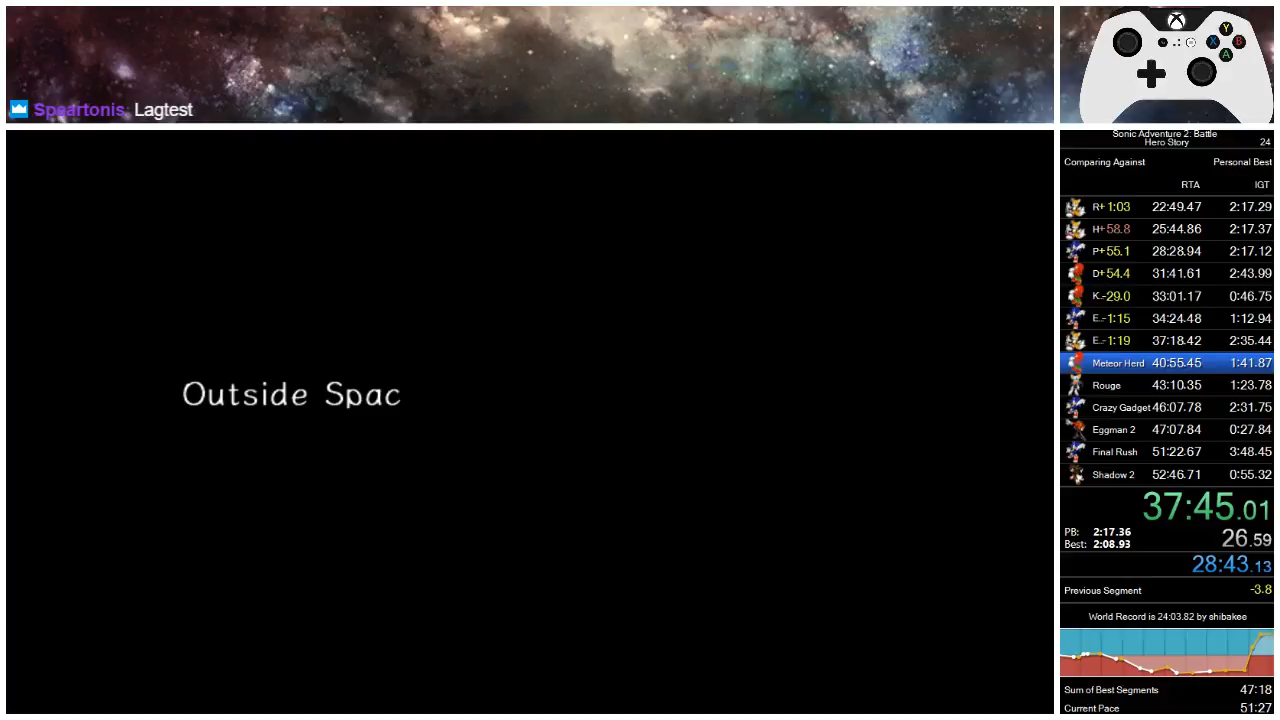 Speartonis: Lagtest
Y
X B
A
Outside Spac
Sonic Adventure 2: Battle
Hero Story 24
Comparing Against Personal Best
RTA IGT
R+ 1:03 22:49.47 2:17.29
H+ 58.8 25:44.86 2:17.37
P+ 55.1 28:28.94 2:17.12
D+ 54.4 31:41.61 2:43.99
K..-29.0 33:01.17 0:46.75
E..-1:15 34:24.48 1:12.94
E..-1:19 37:18.42 2:35.44
Meteor Herd 40:55.45 1:41.87
Rouge 43:10.35 1:23.78
Crazy Gadget 46:07.78 2:31.75
Eggman 2 47:07.84 0:27.84
Final Rush 51:22.67 3:48.45
Shadow 2 52:46.71 0:55.32
37:45.01
PB: 2:17.36
Best: 2:08.93
26.59
28:43.13
Previous Segment -3.8
World Record is 24:03.82 by shibakee
Sum of Best Segments 47:18
Current Pace 51:27